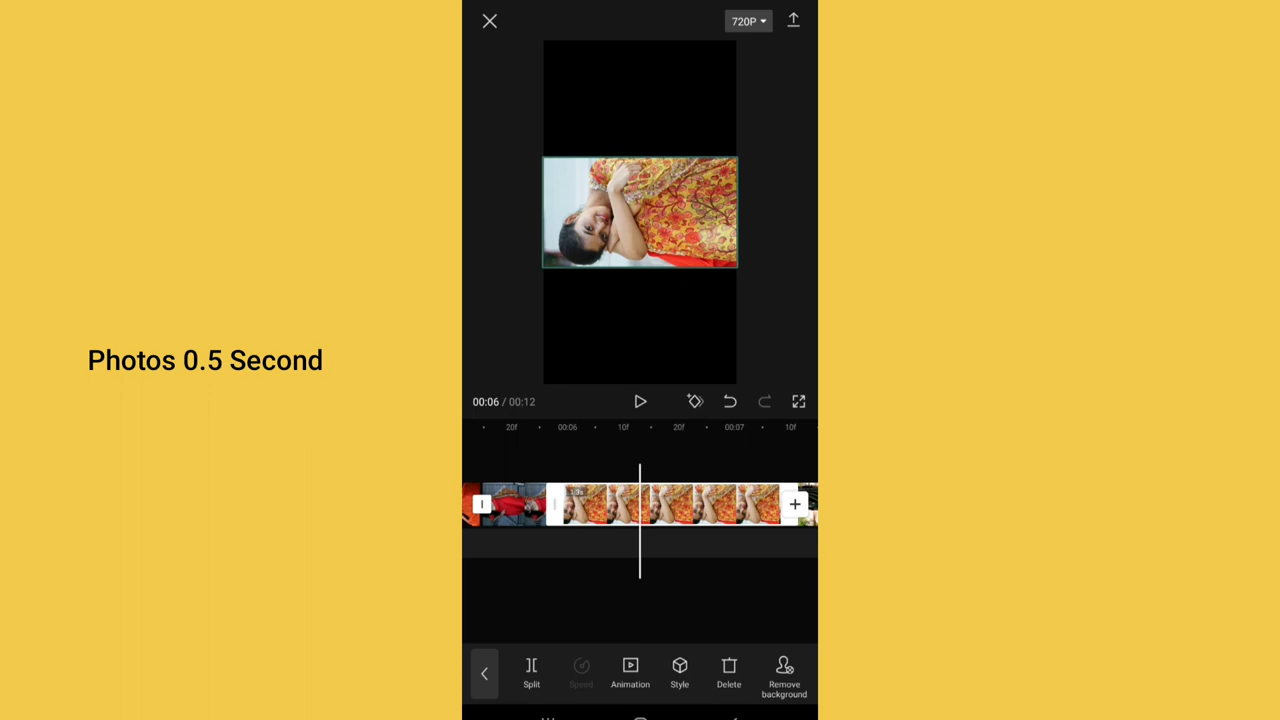 720P
Photos 0.5 Second
00:06 / 00:12
20f 00:06 10f 20f 00:07 10f
Split Speed Animation Style Delete Remove background